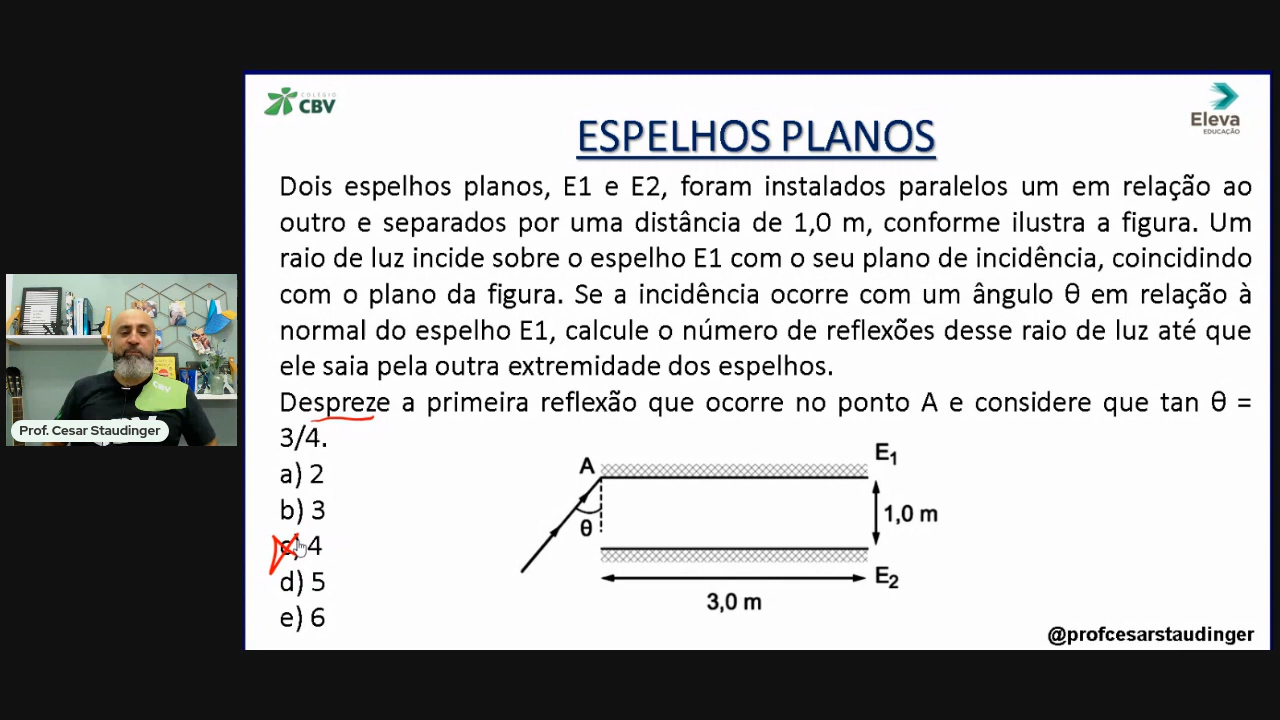 COLÉGIO
CBV
Eleva
EDUCAÇÃO
ESPELHOS PLANOS
Dois espelhos planos, E1 e E2, foram instalados paralelos um em relação ao
outro e separados por uma distância de 1,0 m, conforme ilustra a figura. Um
raio de luz incide sobre o espelho E1 com o seu plano de incidência, coincidindo
com o plano da figura. Se a incidência ocorre com um ângulo θ em relação à
normal do espelho E1, calcule o número de reflexões desse raio de luz até que
ele saia pela outra extremidade dos espelhos.
Despreze a primeira reflexão que ocorre no ponto A e considere que tan θ =
3/4.
a) 2
b) 3
c) 4
d) 5
e) 6
A
E1
θ
1,0 m
E2
3,0 m
@profcesarstaudinger
CBV
Prof. Cesar Staudinger